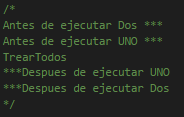 /*
Antes de ejecutar Dos ***
Antes de ejecutar UNO ***
TrearTodos
***Despues de ejecutar UNO
***Despues de ejecutar Dos
*/